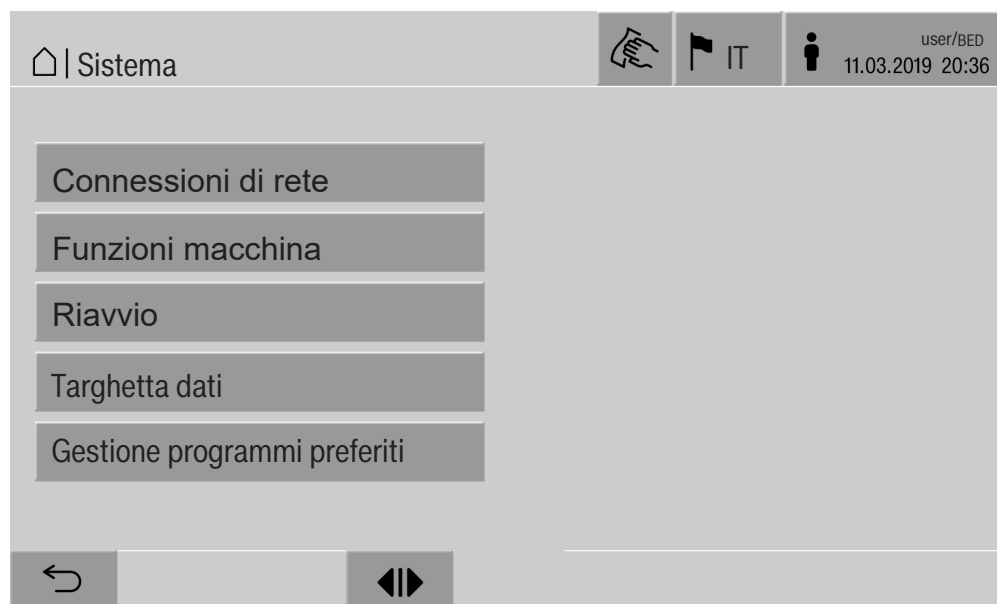 | Sistema
IT
user/BED
11.03.2019 20:36
Connessioni di rete
Funzioni macchina
Riavvio
Targhetta dati
Gestione programmi preferiti